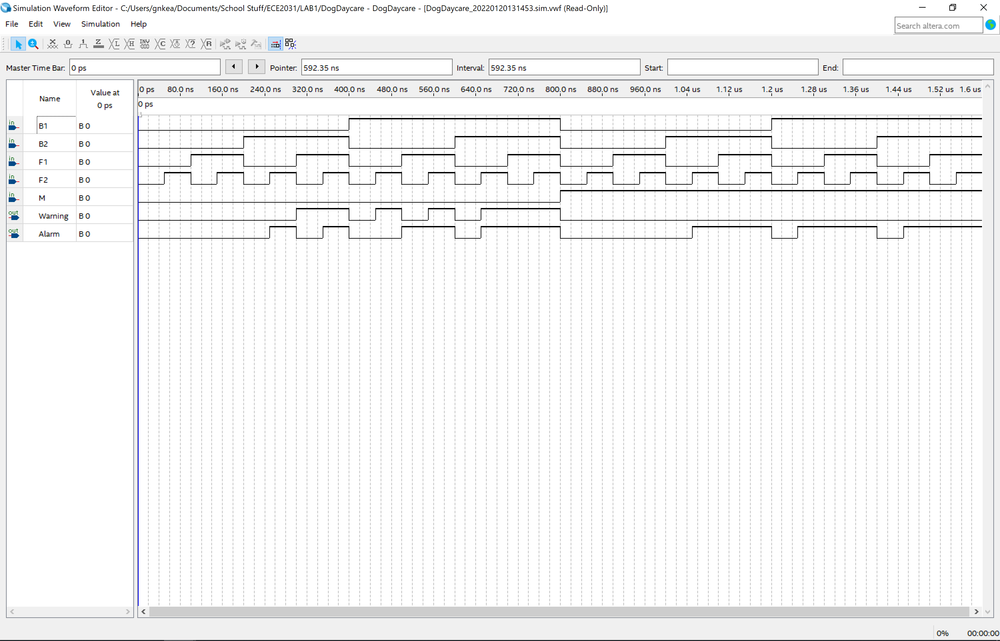 Simulation Waveform Editor - C:/Users/gnkea/Documents/School Stuff/ECE2031/LAB1/DogDaycare - DogDaycare - [DogDaycare_20220120131453.sim.vwf (Read-Only)]
File Edit View Simulation Help
Search altera.com
X 0 1 Z L H INV C ? R
Master Time Bar: 0 ps Pointer: 592.35 ns Interval: 592.35 ns Start: End:
Name Value at 0 ps
0 ps 80.0 ns 160.0 ns 240.0 ns 320.0 ns 400.0 ns 480.0 ns 560.0 ns 640.0 ns 720.0 ns 800.0 ns 880.0 ns 960.0 ns 1.04 us 1.12 us 1.2 us 1.28 us 1.36 us 1.44 us 1.52 us 1.6 us
0 ps
in B1 B 0
in B2 B 0
in F1 B 0
in F2 B 0
in M B 0
out Warning B 0
out Alarm B 0
0% 00:00:00